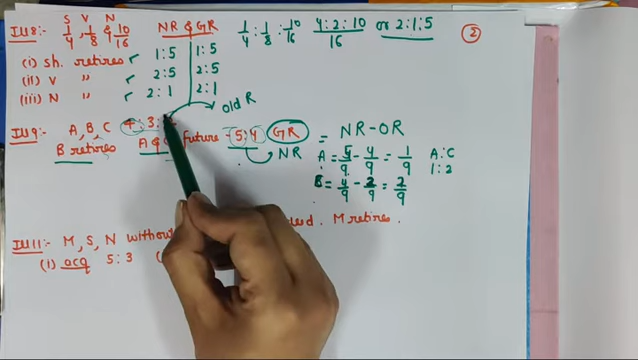 S V N NR & GR
Ill 8:- 1/4, 1/8 & 10/16 1/4 : 1/8 : 10/16 4:2:10/16 or 2:1:5 2
(i) Sh. retires 1:5 1:5
(ii) V " 2:5 2:5
(iii) N " 2:1 2:1
old R
Ill 9:- A, B, C 4:3: future - 5:4 GR = NR-OR
B retires A & NR
A = 5/9 - 4/9 = 1/9 A:C
B = 4/9 - 2/9 = 2/9 1:2
Ill 11:- M, S, N without M retires.
(i) acq 5:3